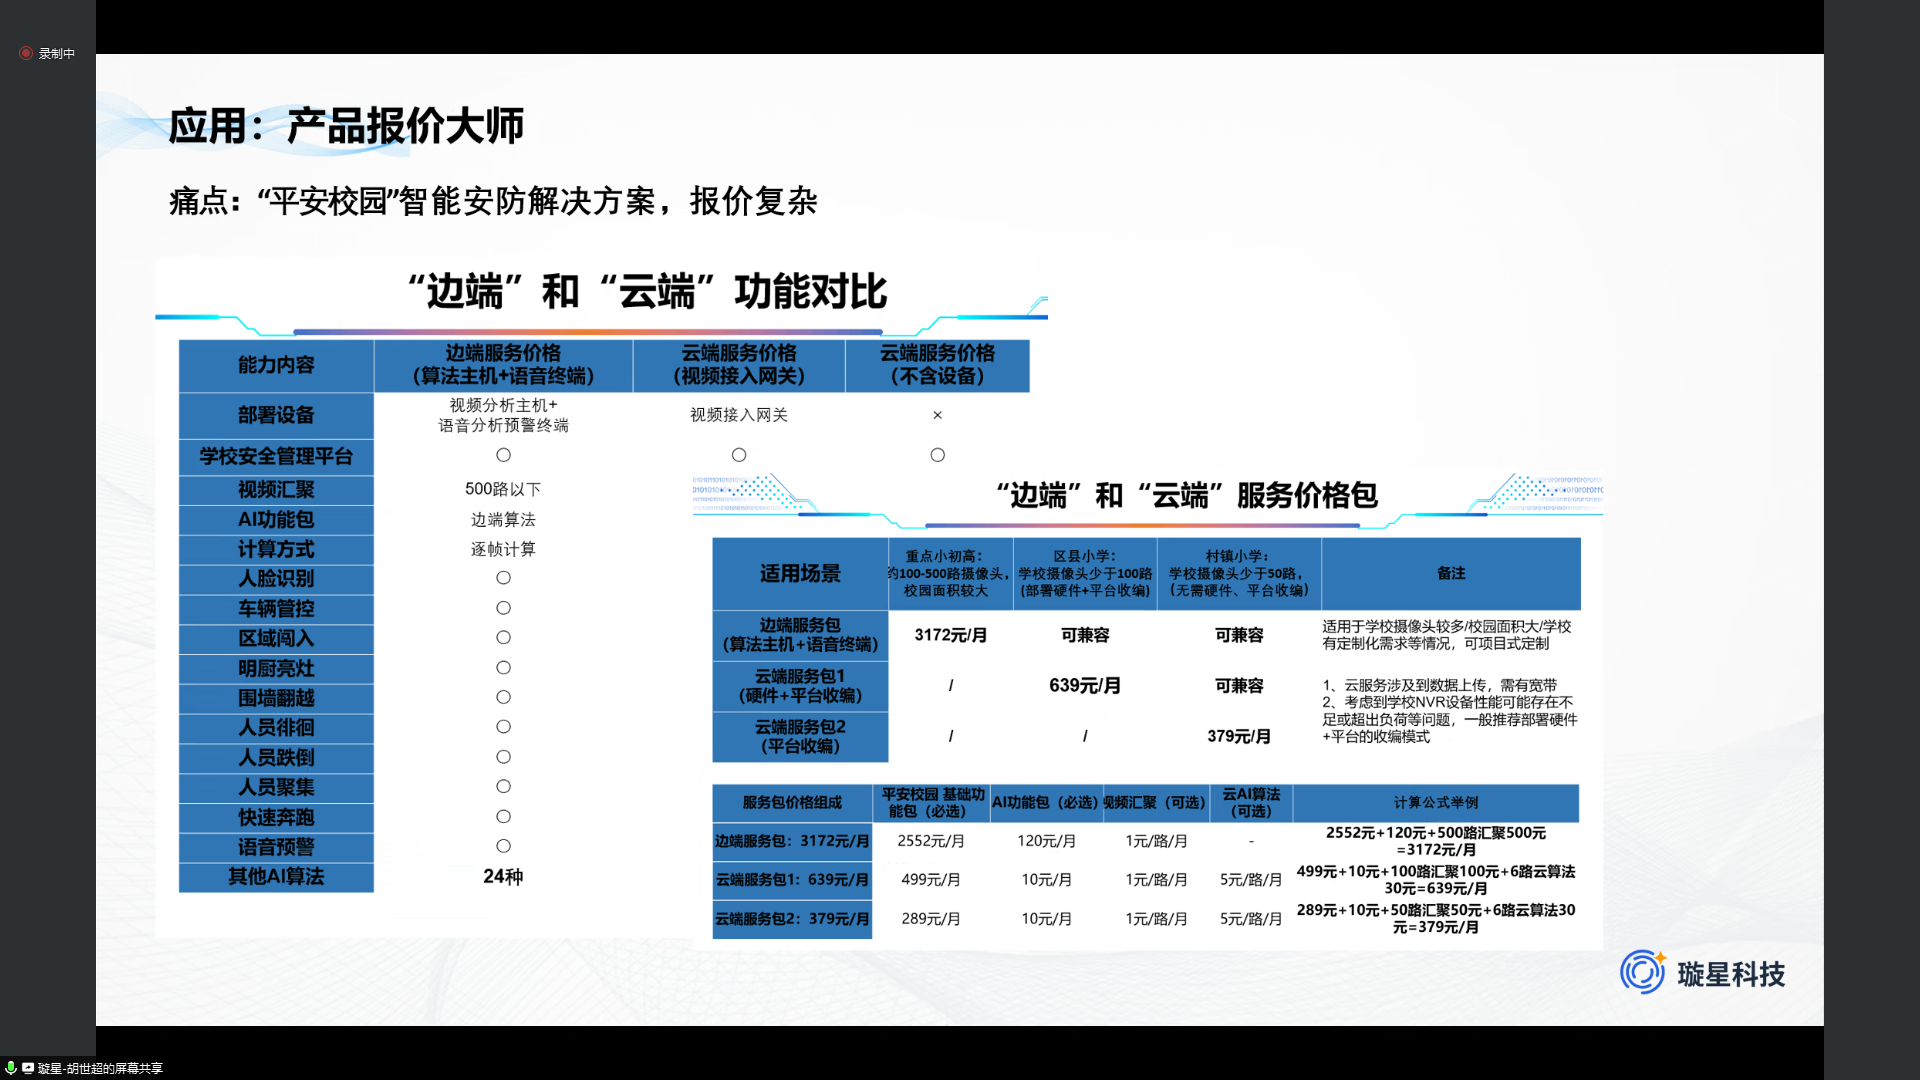 录制中
应用：产品报价大师
痛点：“平安校园”智能安防解决方案，报价复杂
“边端”和“云端”功能对比
能力内容
边端服务价格
（算法主机+语音终端）
云端服务价格
（视频接入网关）
云端服务价格
（不含设备）
部署设备
视频分析主机+
语音分析预警终端
视频接入网关
×
学校安全管理平台
○
○
○
视频汇聚
500路以下
AI功能包
边端算法
计算方式
逐帧计算
人脸识别
○
车辆管控
○
区域闯入
○
明厨亮灶
○
围墙翻越
○
人员徘徊
○
人员跌倒
○
人员聚集
○
快速奔跑
○
语音预警
○
其他AI算法
24种
“边端”和“云端”服务价格包
适用场景
重点小初高：
约100-500路摄像头，
校园面积较大
区县小学：
学校摄像头少于100路
(部署硬件+平台收编)
村镇小学：
学校摄像头少于50路，
（无需硬件、平台收编）
备注
边端服务包
（算法主机+语音终端）
3172元/月
可兼容
可兼容
适用于学校摄像头较多/校园面积大/学校
有定制化需求等情况，可项目式定制
云端服务包1
（硬件+平台收编）
/
639元/月
可兼容
云端服务包2
（平台收编）
/
/
379元/月
1、云服务涉及到数据上传，需有宽带
2、考虑到学校NVR设备性能可能存在不
足或超出负荷等问题，一般推荐部署硬件
+平台的收编模式
服务包价格组成
平安校园 基础功
能包（必选）
AI功能包（必选）
视频汇聚（可选）
云AI算法
（可选）
计算公式举例
边端服务包：3172元/月
2552元/月
120元/月
1元/路/月
-
2552元+120元+500路汇聚500元
=3172元/月
云端服务包1：639元/月
499元/月
10元/月
1元/路/月
5元/路/月
499元+10元+100路汇聚100元+6路云算法
30元=639元/月
云端服务包2：379元/月
289元/月
10元/月
1元/路/月
5元/路/月
289元+10元+50路汇聚50元+6路云算法30
元=379元/月
璇星科技
璇星-胡世超的屏幕共享